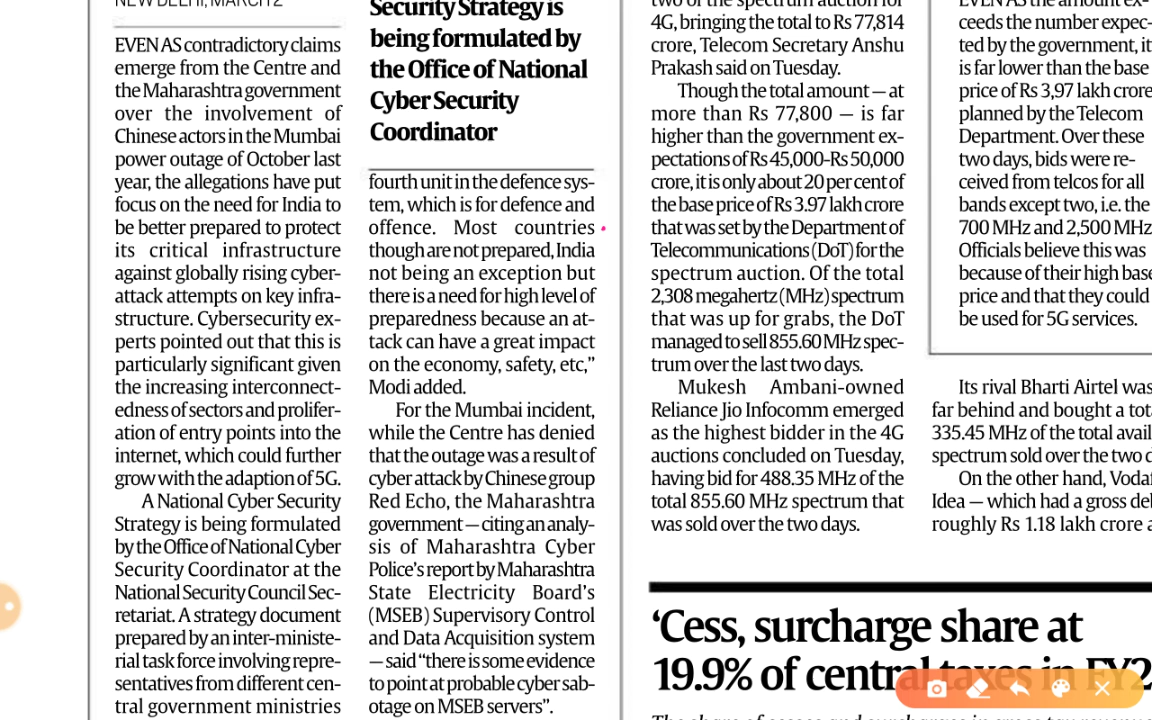 NEW DELHI, MARCH 2
EVEN AS contradictory claims
emerge from the Centre and
the Maharashtra government
over the involvement of
Chinese actors in the Mumbai
power outage of October last
year, the allegations have put
focus on the need for India to
be better prepared to protect
its critical infrastructure
against globally rising cyber-
attack attempts on key infra-
structure. Cybersecurity ex-
perts pointed out that this is
particularly significant given
the increasing interconnect-
edness of sectors and prolifer-
ation of entry points into the
internet, which could further
grow with the adaption of 5G.
A National Cyber Security
Strategy is being formulated
by the Office of National Cyber
Security Coordinator at the
National Security Council Sec-
retariat. A strategy document
prepared by an inter-ministe-
rial task force involving repre-
sentatives from different cen-
tral government ministries
Security Strategy is
being formulated by
the Office of National
Cyber Security
Coordinator
fourth unit in the defence sys-
tem, which is for defence and
offence. Most countries
though are not prepared, India
not being an exception but
there is a need for high level of
preparedness because an at-
tack can have a great impact
on the economy, safety, etc,”
Modi added.
For the Mumbai incident,
while the Centre has denied
that the outage was a result of
cyber attack by Chinese group
Red Echo, the Maharashtra
government — citing an analy-
sis of Maharashtra Cyber
Police’s report by Maharashtra
State Electricity Board’s
(MSEB) Supervisory Control
and Data Acquisition system
— said “there is some evidence
to point at probable cyber sab-
otage on MSEB servers”.
two of the spectrum auction for
4G, bringing the total to Rs 77,814
crore, Telecom Secretary Anshu
Prakash said on Tuesday.
Though the total amount — at
more than Rs 77,800 — is far
higher than the government ex-
pectations of Rs 45,000-Rs 50,000
crore, it is only about 20 per cent of
the base price of Rs 3.97 lakh crore
that was set by the Department of
Telecommunications (DoT) for the
spectrum auction. Of the total
2,308 megahertz (MHz) spectrum
that was up for grabs, the DoT
managed to sell 855.60 MHz spec-
trum over the last two days.
Mukesh Ambani-owned
Reliance Jio Infocomm emerged
as the highest bidder in the 4G
auctions concluded on Tuesday,
having bid for 488.35 MHz of the
total 855.60 MHz spectrum that
was sold over the two days.
EVEN AS the amount ex-
ceeds the number expec-
ted by the government, it
is far lower than the base
price of Rs 3,97 lakh crore
planned by the Telecom
Department. Over these
two days, bids were re-
ceived from telcos for all
bands except two, i.e. the
700 MHz and 2,500 MHz
Officials believe this was
because of their high base
price and that they could
be used for 5G services.
Its rival Bharti Airtel was
far behind and bought a tot
335.45 MHz of the total avail
spectrum sold over the two d
On the other hand, Vodaf
Idea — which had a gross deb
roughly Rs 1.18 lakh crore a
‘Cess, surcharge share at
19.9% of central taxes in FY2